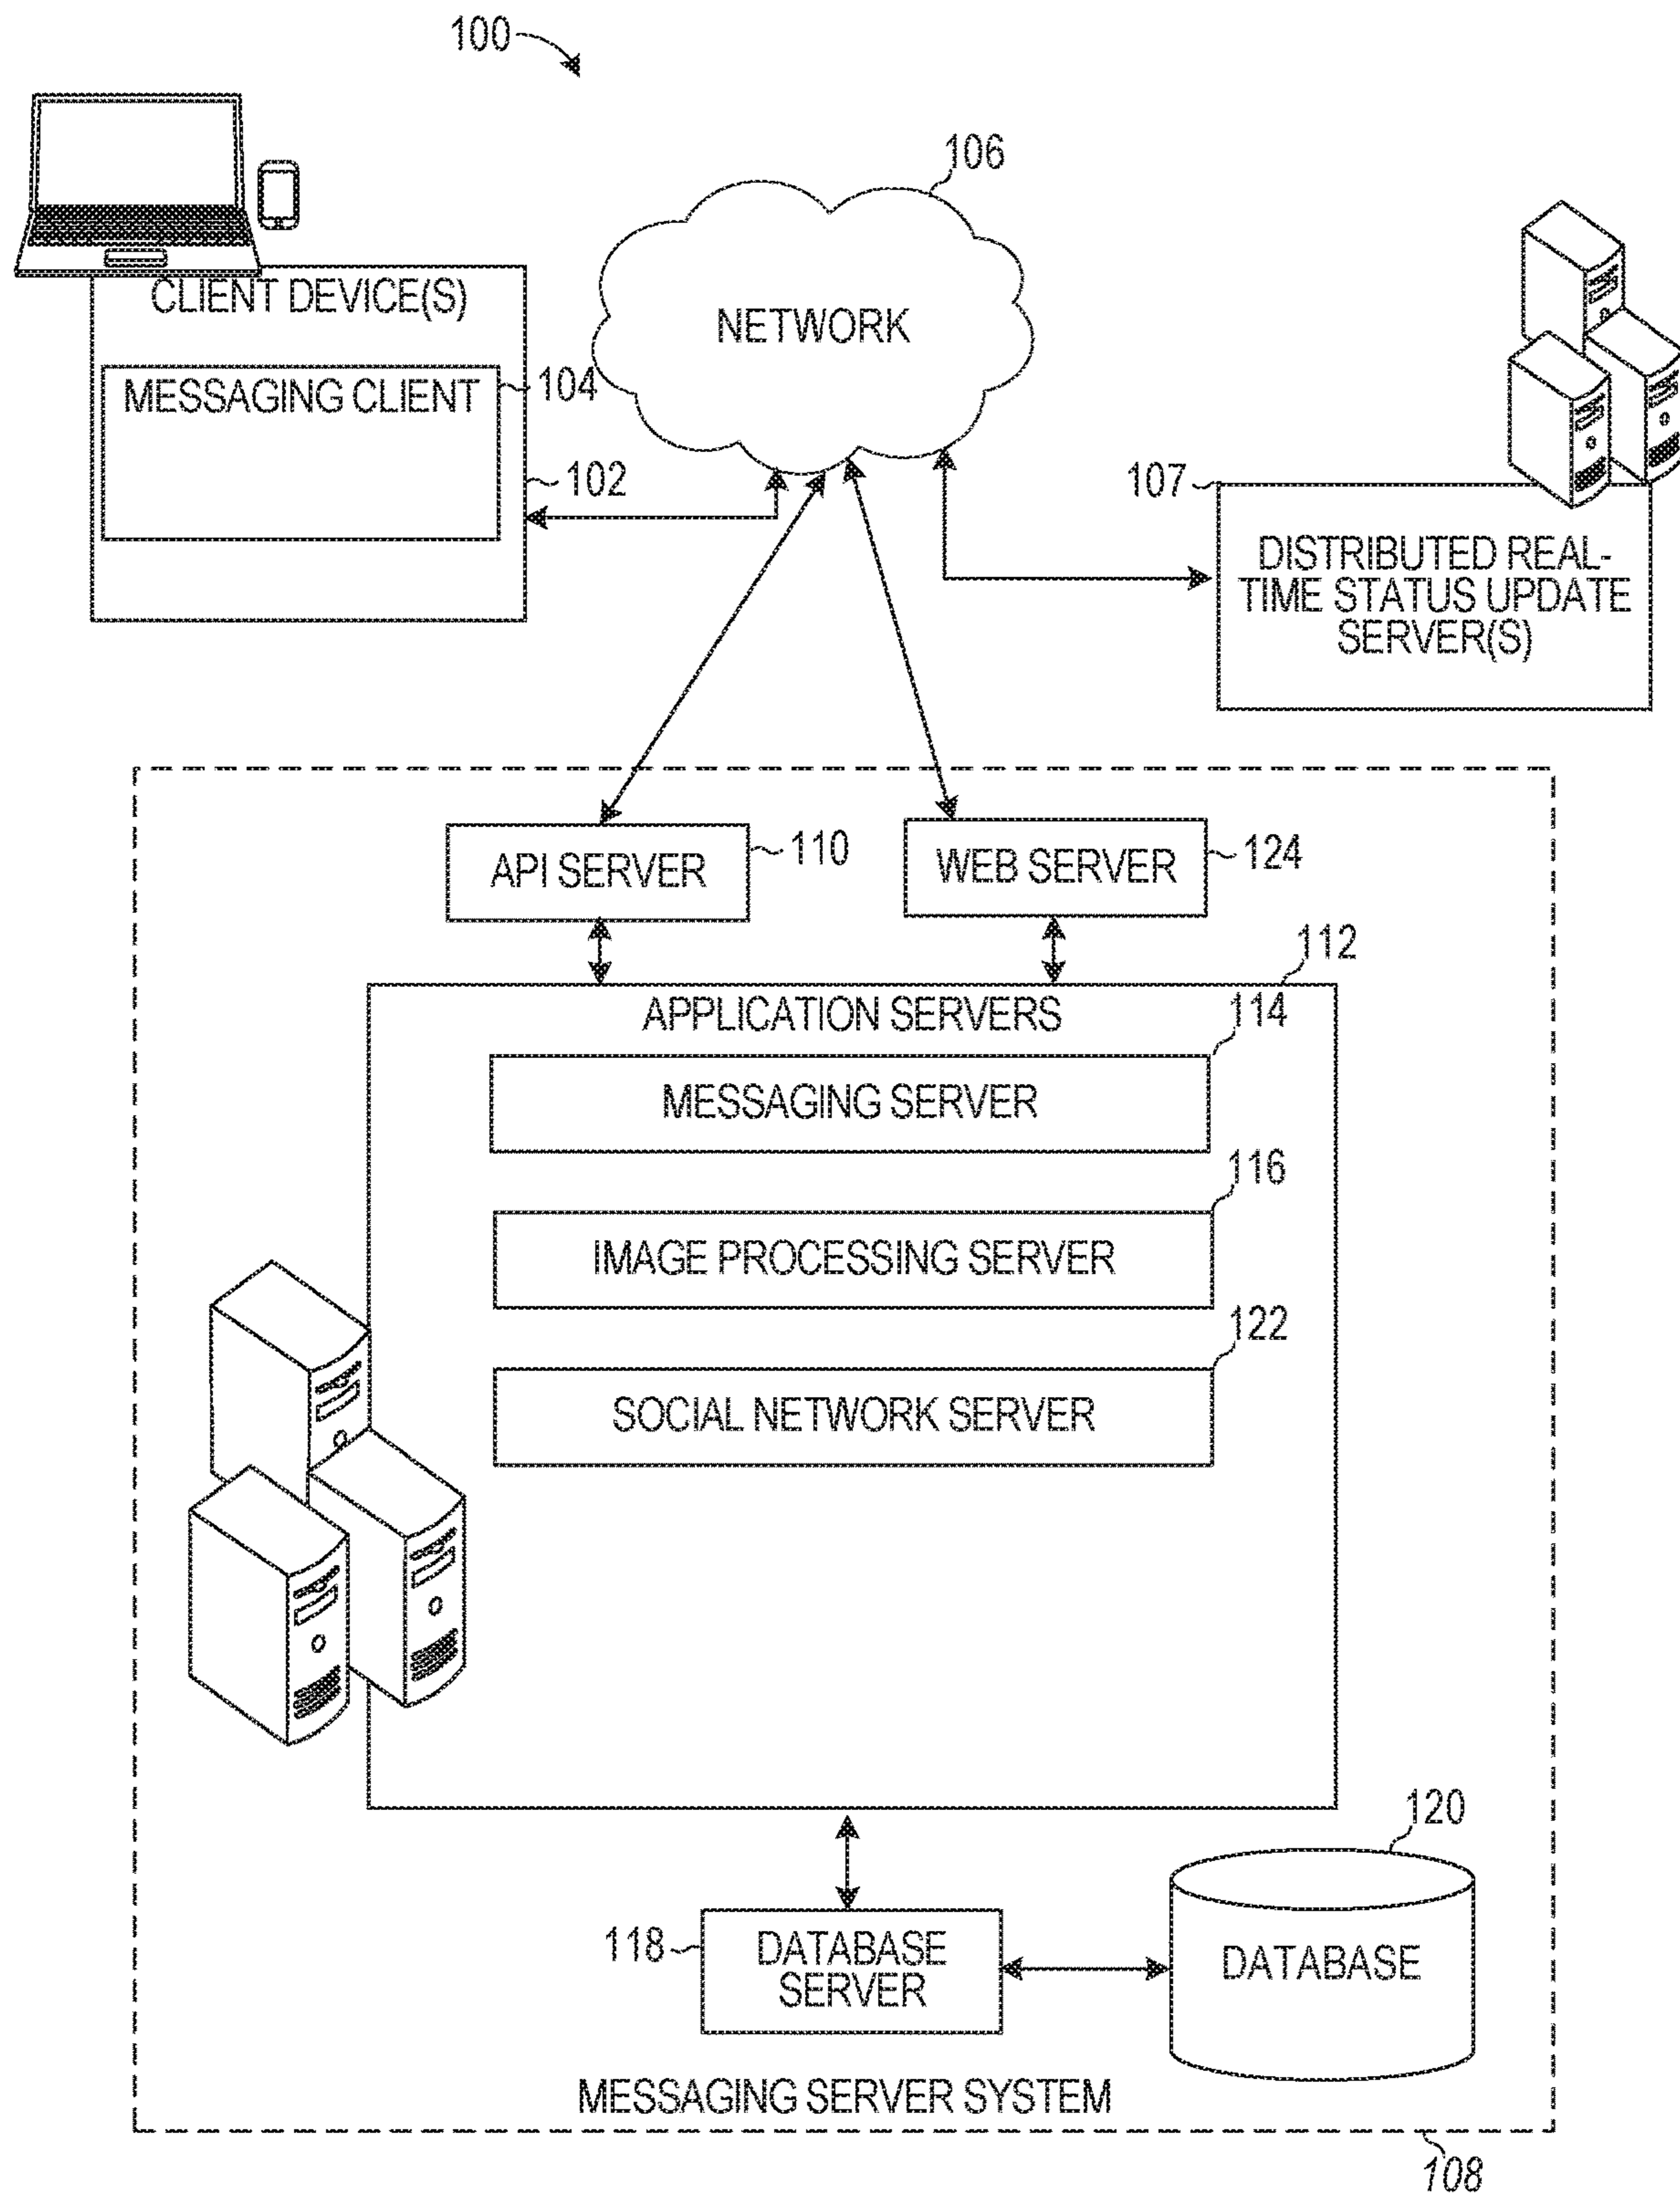 100
106
CLIENT DEVICE(S)
NETWORK
MESSAGING CLIENT
104
102
107
DISTRIBUTED REAL-
TIME STATUS UPDATE
SERVER(S)
API SERVER
110
WEB SERVER
124
112
APPLICATION SERVERS
114
MESSAGING SERVER
116
IMAGE PROCESSING SERVER
122
SOCIAL NETWORK SERVER
120
118
DATABASE
SERVER
DATABASE
MESSAGING SERVER SYSTEM
108